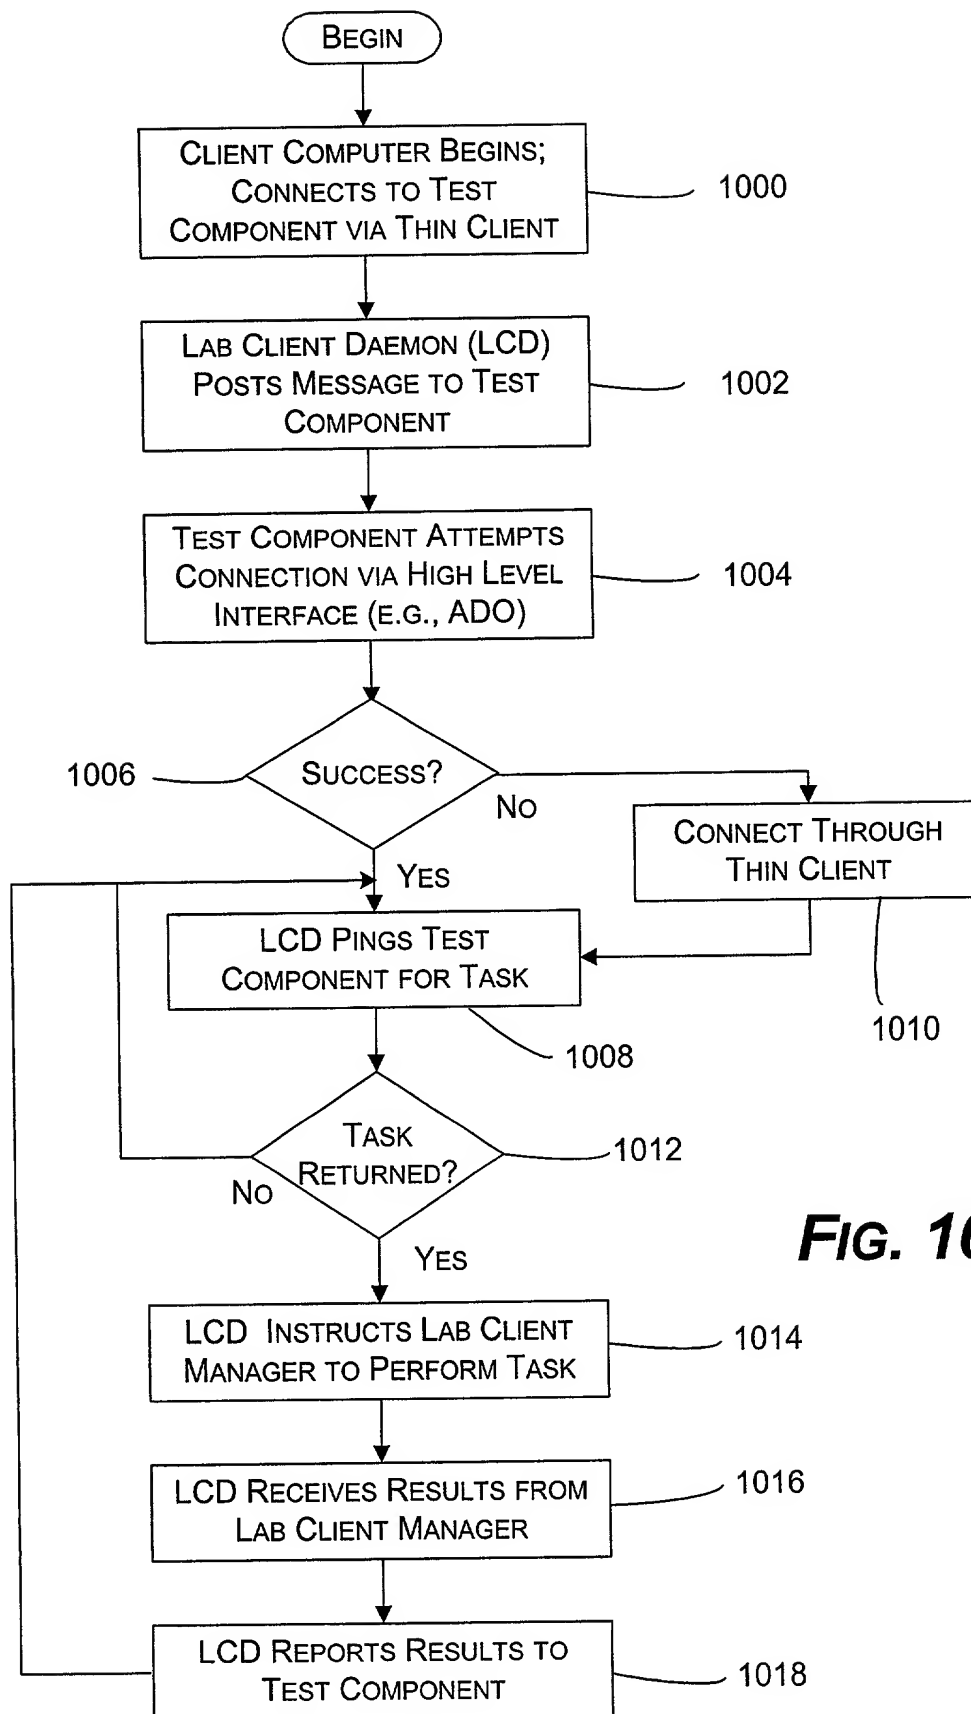 BEGIN
CLIENT COMPUTER BEGINS;
CONNECTS TO TEST
COMPONENT VIA THIN CLIENT
1000
LAB CLIENT DAEMON (LCD)
POSTS MESSAGE TO TEST
COMPONENT
1002
TEST COMPONENT ATTEMPTS
CONNECTION VIA HIGH LEVEL
INTERFACE (E.G., ADO)
1004
1006
SUCCESS?
NO
YES
CONNECT THROUGH
THIN CLIENT
1010
LCD PINGS TEST
COMPONENT FOR TASK
1008
TASK
RETURNED?
1012
NO
YES
FIG. 10
LCD INSTRUCTS LAB CLIENT
MANAGER TO PERFORM TASK
1014
LCD RECEIVES RESULTS FROM
LAB CLIENT MANAGER
1016
LCD REPORTS RESULTS TO
TEST COMPONENT
1018